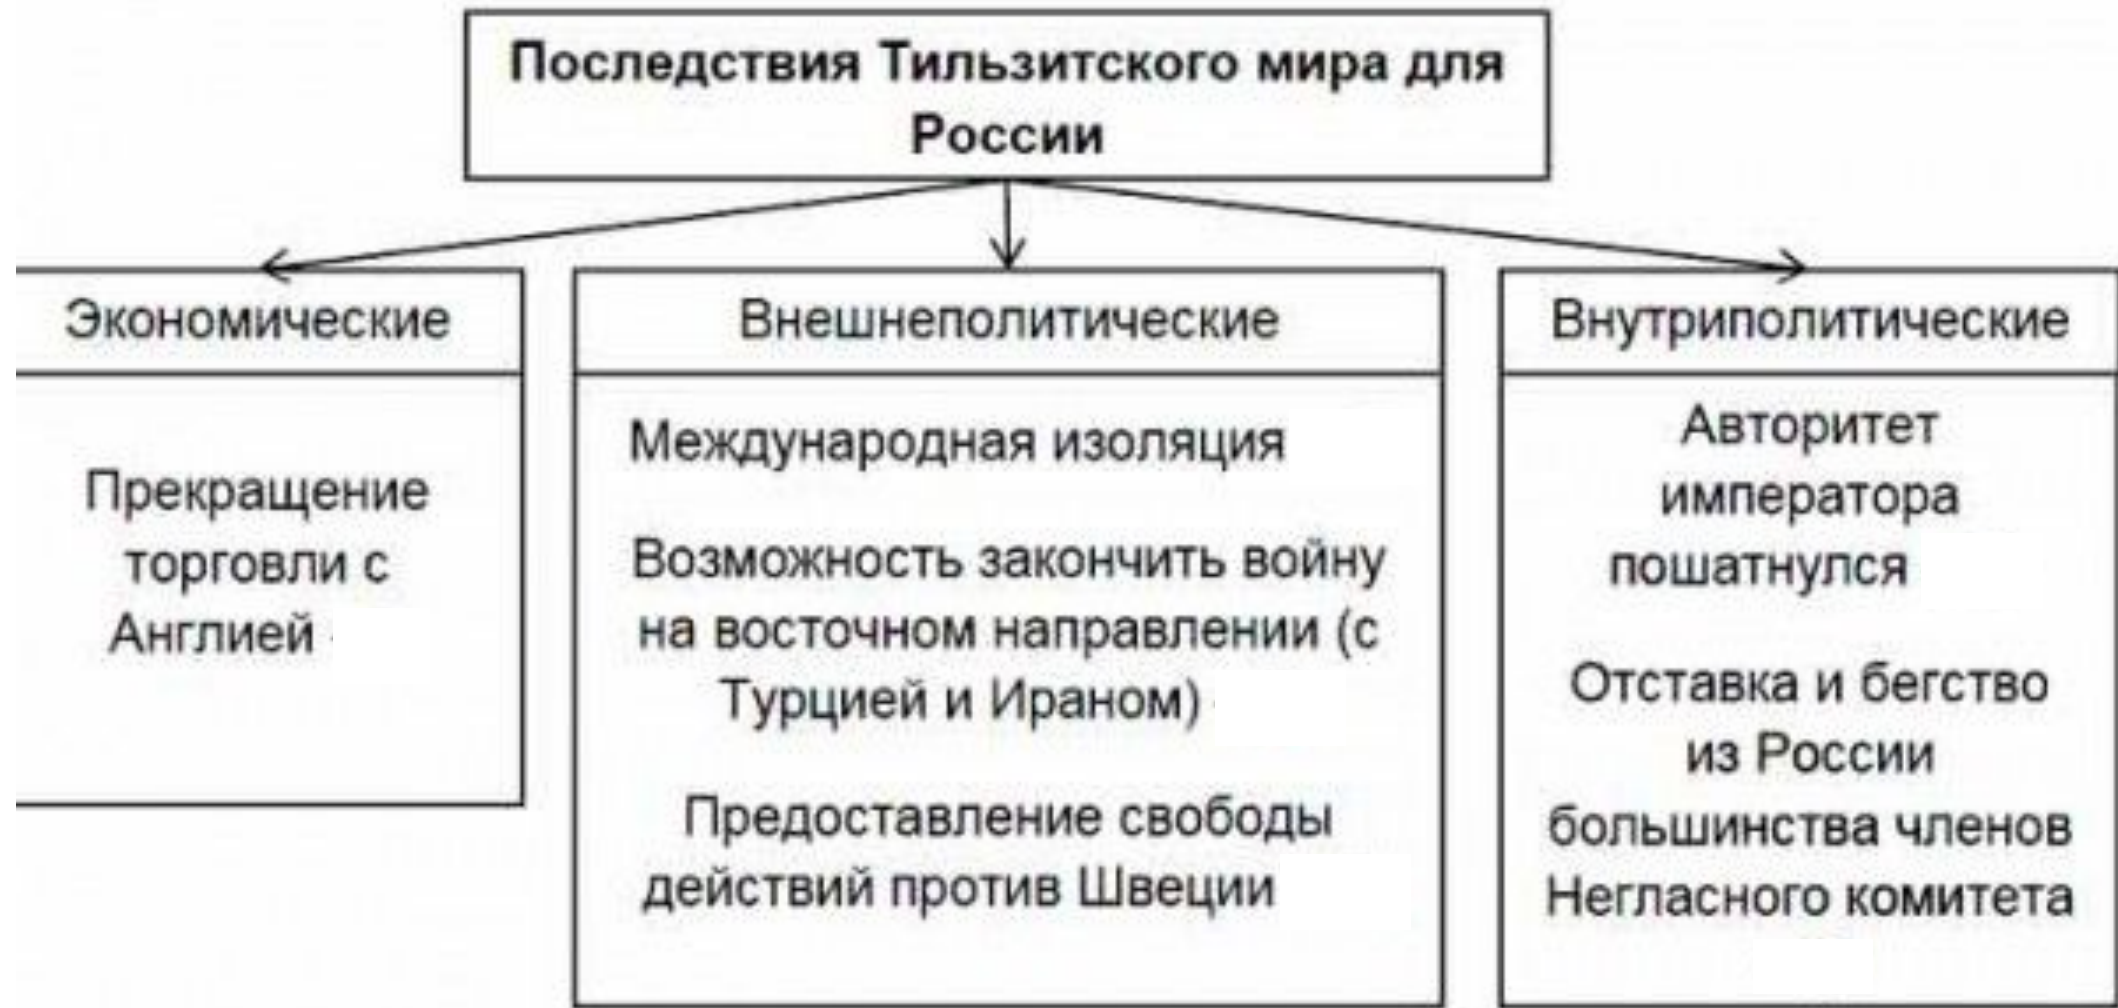 Последствия Тильзитского мира для
России
Экономические
Прекращение
торговли с
Англией
Внешнеполитические
Международная изоляция
Возможность закончить войну
на восточном направлении (с
Турцией и Ираном)
Предоставление свободы
действий против Швеции
Внутриполитические
Авторитет
императора
пошатнулся
Отставка и бегство
из России
большинства членов
Негласного комитета